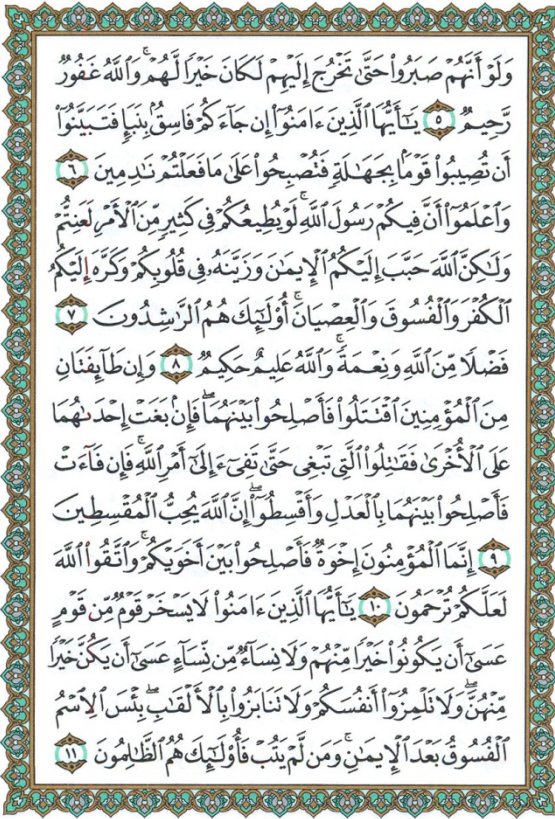 وَلَوۡ أَنَّهُمۡ صَبَرُواْ حَتَّىٰ تَخۡرُجَ إِلَيۡهِمۡ لَكَانَ خَيۡرٗا لَّهُمۡۚ وَٱللَّهُ غَفُورٞ
رَّحِيمٞ ٥ يَٰٓأَيُّهَا ٱلَّذِينَ ءَامَنُوٓاْ إِن جَآءَكُمۡ فَاسِقُۢ بِنَبَإٖ فَتَبَيَّنُوٓاْ
أَن تُصِيبُواْ قَوۡمَۢا بِجَهَٰلَةٖ فَتُصۡبِحُواْ عَلَىٰ مَا فَعَلۡتُمۡ نَٰدِمِينَ ٦
وَٱعۡلَمُوٓاْ أَنَّ فِيكُمۡ رَسُولَ ٱللَّهِۚ لَوۡ يُطِيعُكُمۡ فِي كَثِيرٖ مِّنَ ٱلۡأَمۡرِ لَعَنِتُّمۡ
وَلَٰكِنَّ ٱللَّهَ حَبَّبَ إِلَيۡكُمُ ٱلۡإِيمَٰنَ وَزَيَّنَهُۥ فِي قُلُوبِكُمۡ وَكَرَّهَ إِلَيۡكُمُ
ٱلۡكُفۡرَ وَٱلۡفُسُوقَ وَٱلۡعِصۡيَانَۚ أُوْلَٰٓئِكَ هُمُ ٱلرَّٰشِدُونَ ٧
فَضۡلٗا مِّنَ ٱللَّهِ وَنِعۡمَةٗۚ وَٱللَّهُ عَلِيمٌ حَكِيمٞ ٨ وَإِن طَآئِفَتَانِ
مِنَ ٱلۡمُؤۡمِنِينَ ٱقۡتَتَلُواْ فَأَصۡلِحُواْ بَيۡنَهُمَاۖ فَإِنۢ بَغَتۡ إِحۡدَىٰهُمَا
عَلَى ٱلۡأُخۡرَىٰ فَقَٰتِلُواْ ٱلَّتِي تَبۡغِي حَتَّىٰ تَفِيٓءَ إِلَىٰٓ أَمۡرِ ٱللَّهِۚ فَإِن فَآءَتۡ
فَأَصۡلِحُواْ بَيۡنَهُمَا بِٱلۡعَدۡلِ وَأَقۡسِطُوٓاْۖ إِنَّ ٱللَّهَ يُحِبُّ ٱلۡمُقۡسِطِينَ
٩ إِنَّمَا ٱلۡمُؤۡمِنُونَ إِخۡوَةٞ فَأَصۡلِحُواْ بَيۡنَ أَخَوَيۡكُمۡۚ وَٱتَّقُواْ ٱللَّهَ
لَعَلَّكُمۡ تُرۡحَمُونَ ١٠ يَٰٓأَيُّهَا ٱلَّذِينَ ءَامَنُواْ لَا يَسۡخَرۡ قَوۡمٞ مِّن قَوۡمٍ
عَسَىٰٓ أَن يَكُونُواْ خَيۡرٗا مِّنۡهُمۡ وَلَا نِسَآءٞ مِّن نِّسَآءٍ عَسَىٰٓ أَن يَكُنَّ خَيۡرٗا
مِّنۡهُنَّۖ وَلَا تَلۡمِزُوٓاْ أَنفُسَكُمۡ وَلَا تَنَابَزُواْ بِٱلۡأَلۡقَٰبِۖ بِئۡسَ ٱلِٱسۡمُ
ٱلۡفُسُوقُ بَعۡدَ ٱلۡإِيمَٰنِۚ وَمَن لَّمۡ يَتُبۡ فَأُوْلَٰٓئِكَ هُمُ ٱلظَّٰلِمُونَ ١١